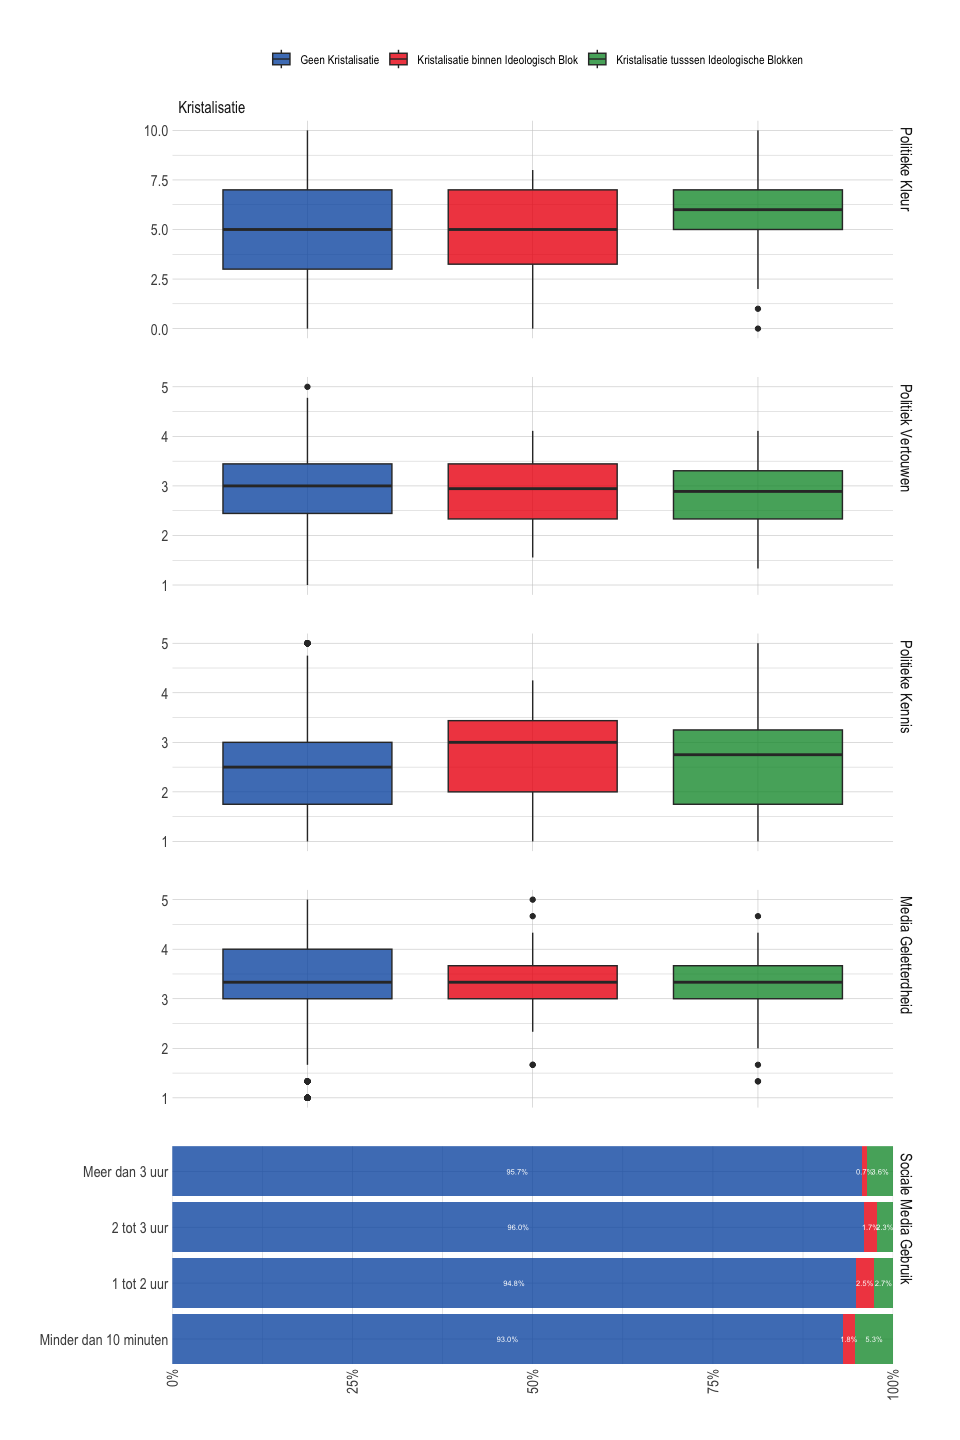 Geen Kristalisatie Kristalisatie binnen Ideologisch Blok Kristalisatie tusssen Ideologische Blokken
Kristalisatie
10.0
7.5
5.0
2.5
0.0
Politieke Kleur
5
4
3
2
1
Politiek Vertouwen
5
4
3
2
1
Politieke Kennis
5
4
3
2
1
Media Geletterdheid
Meer dan 3 uur 95.7% 0.7% 3.6%
2 tot 3 uur 96.0% 1.7% 2.3%
1 tot 2 uur 94.8% 2.5% 2.7%
Minder dan 10 minuten 93.0% 1.8% 5.3%
Sociale Media Gebruik
0% 25% 50% 75% 100%